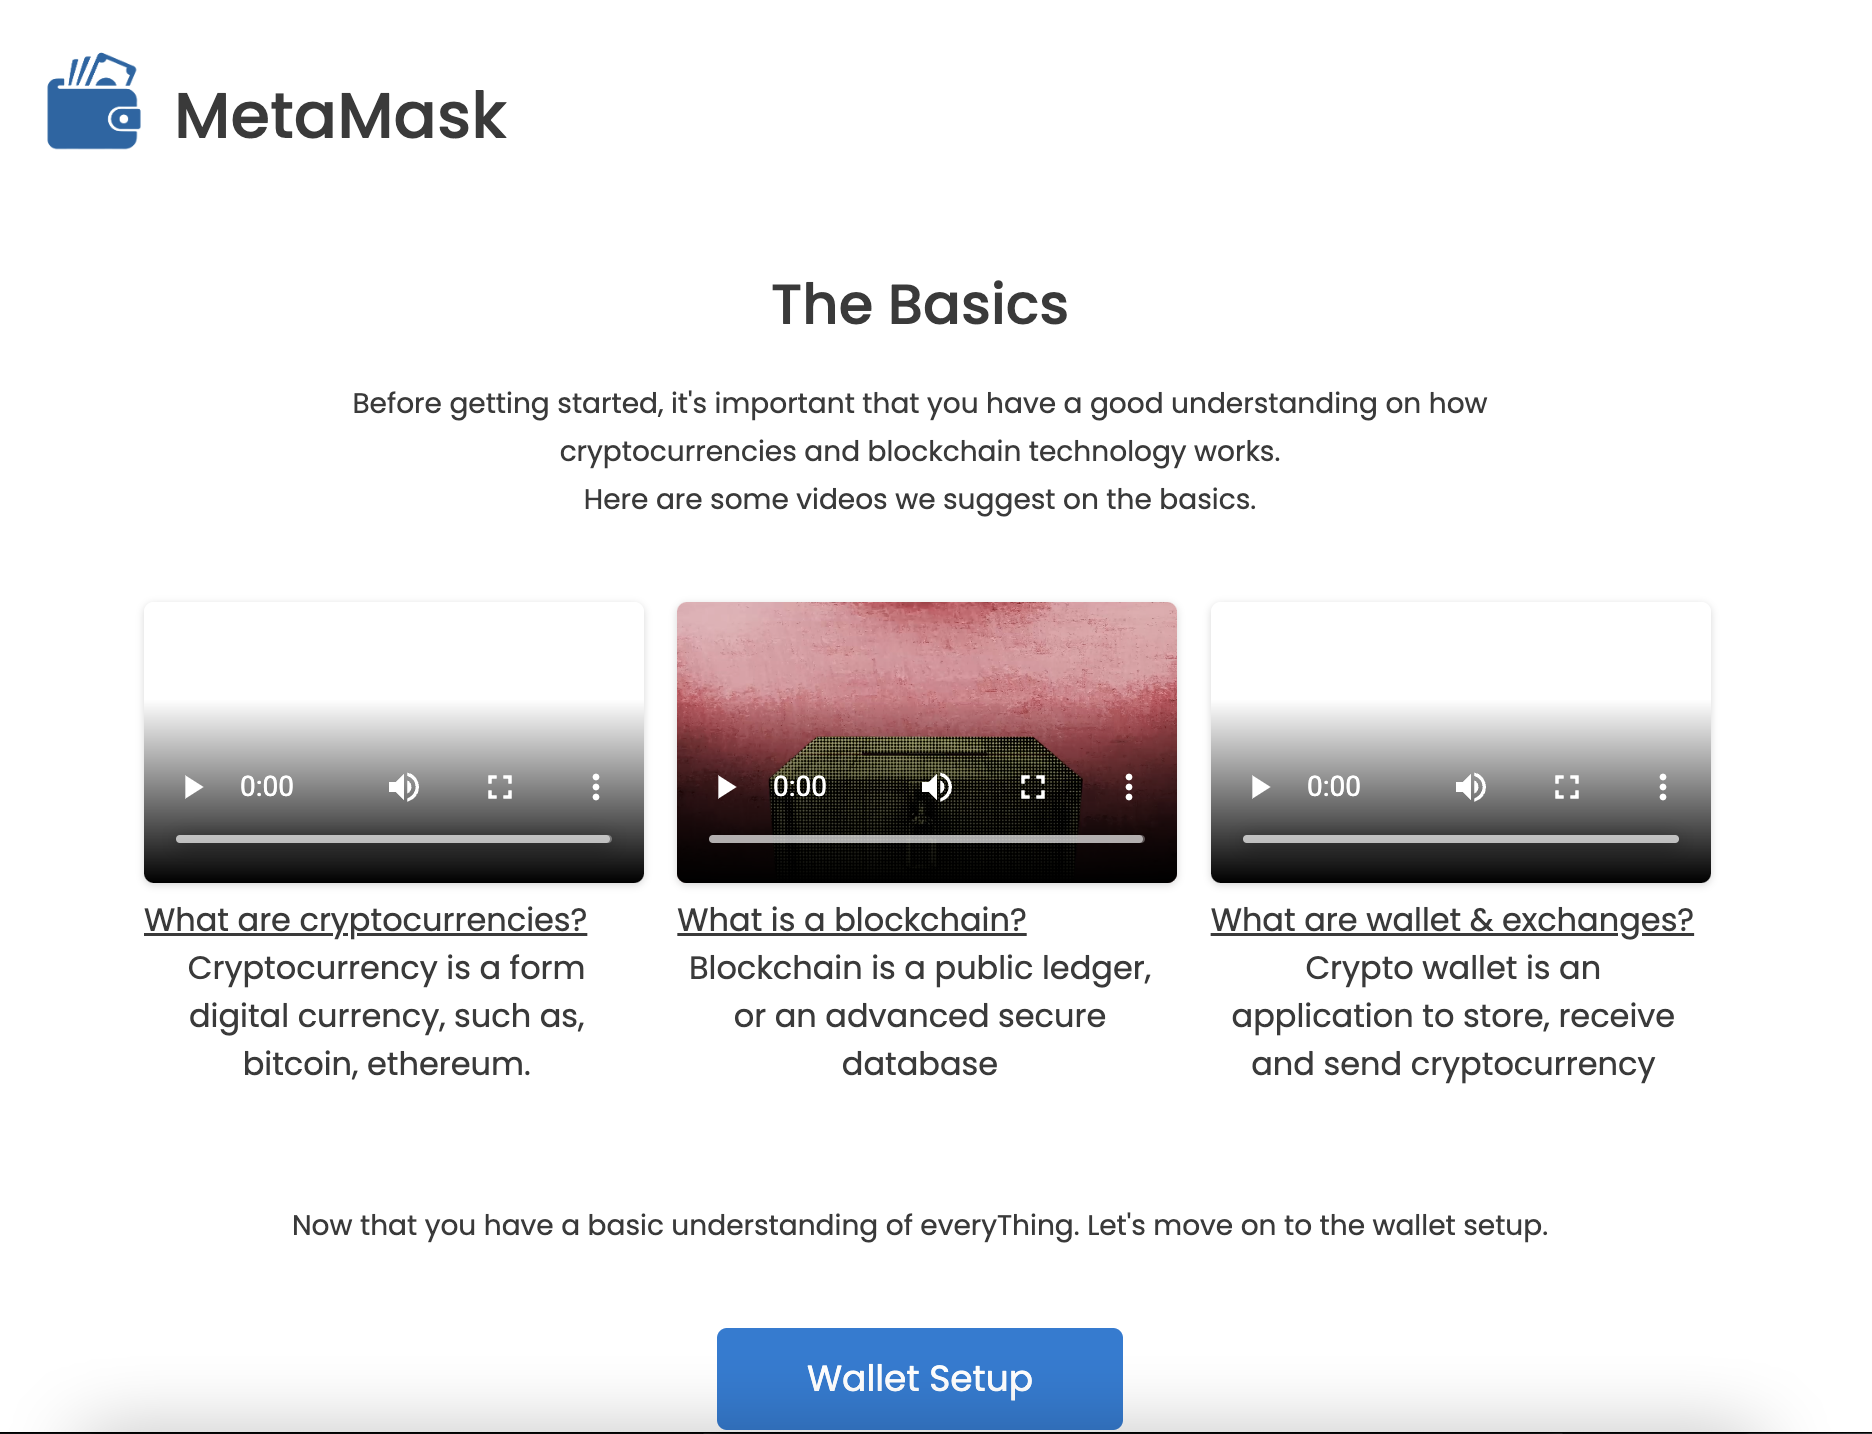 MetaMask
The Basics
Before getting started, it's important that you have a good understanding on how
cryptocurrencies and blockchain technology works.
Here are some videos we suggest on the basics.
0:00
0:00
0:00
What are cryptocurrencies?
Cryptocurrency is a form
digital currency, such as,
bitcoin, ethereum.
What is a blockchain?
Blockchain is a public ledger,
or an advanced secure
database
What are wallet & exchanges?
Crypto wallet is an
application to store, receive
and send cryptocurrency
Now that you have a basic understanding of everyThing. Let's move on to the wallet setup.
Wallet Setup